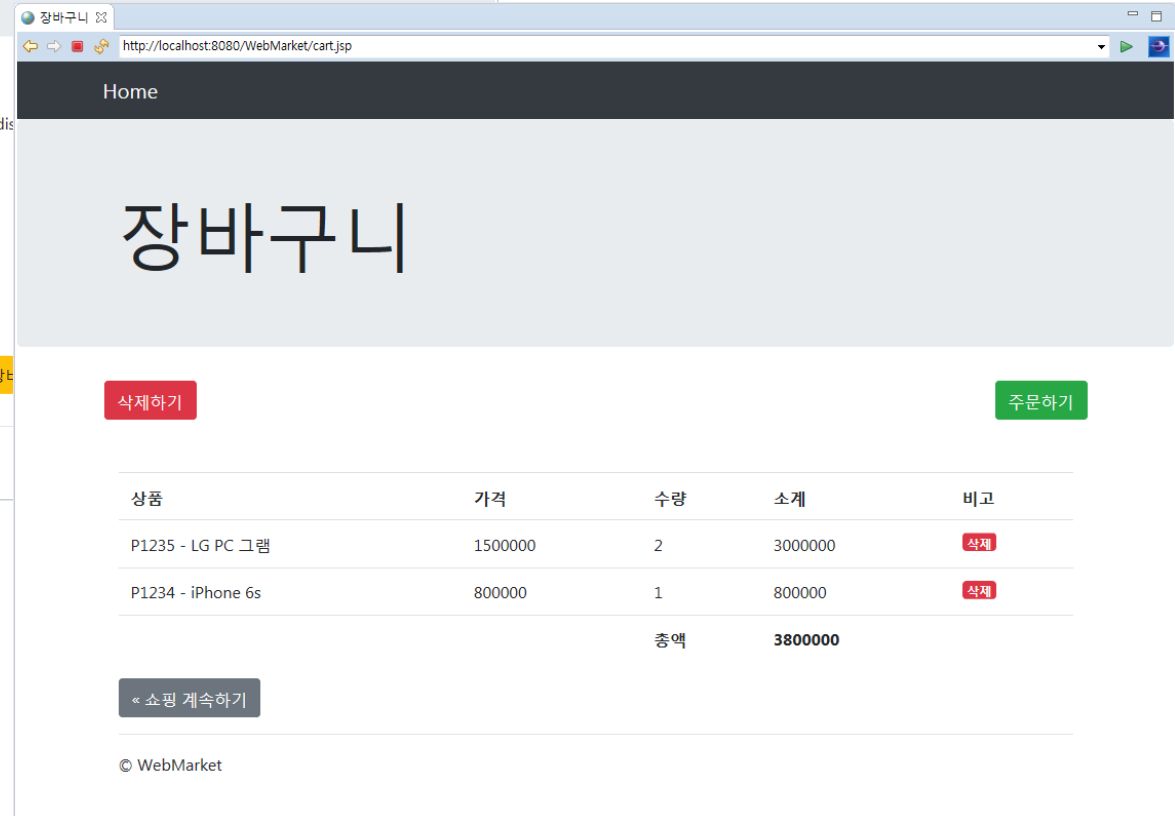 장바구니
http://localhost:8080/WebMarket/cart.jsp
Home
장바구니
삭제하기 주문하기
상품 가격 수량 소계 비고
P1235 - LG PC 그램 1500000 2 3000000 삭제
P1234 - iPhone 6s 800000 1 800000 삭제
총액 3800000
« 쇼핑 계속하기
© WebMarket